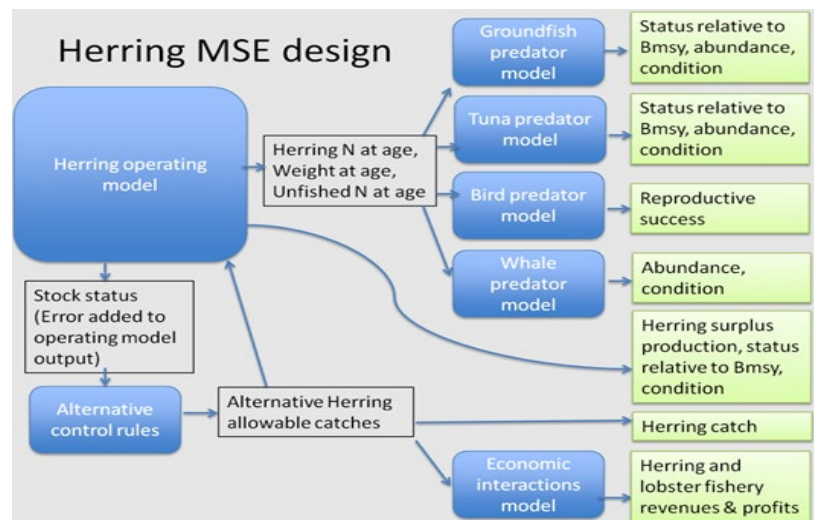 Herring MSE design
Groundfish
predator
model
Status relative to
Bmsy, abundance,
condition
Herring operating
model
Herring N at age,
Weight at age,
Unfished N at age
Tuna predator
model
Status relative to
Bmsy, abundance,
condition
Bird predator
model
Reproductive
success
Whale
predator
model
Abundance,
condition
Stock status
(Error added to
operating model
output)
Herring surplus
production, status
relative to Bmsy,
condition
Alternative
control rules
Alternative Herring
allowable catches
Herring catch
Economic
interactions
model
Herring and
lobster fishery
revenues & profits